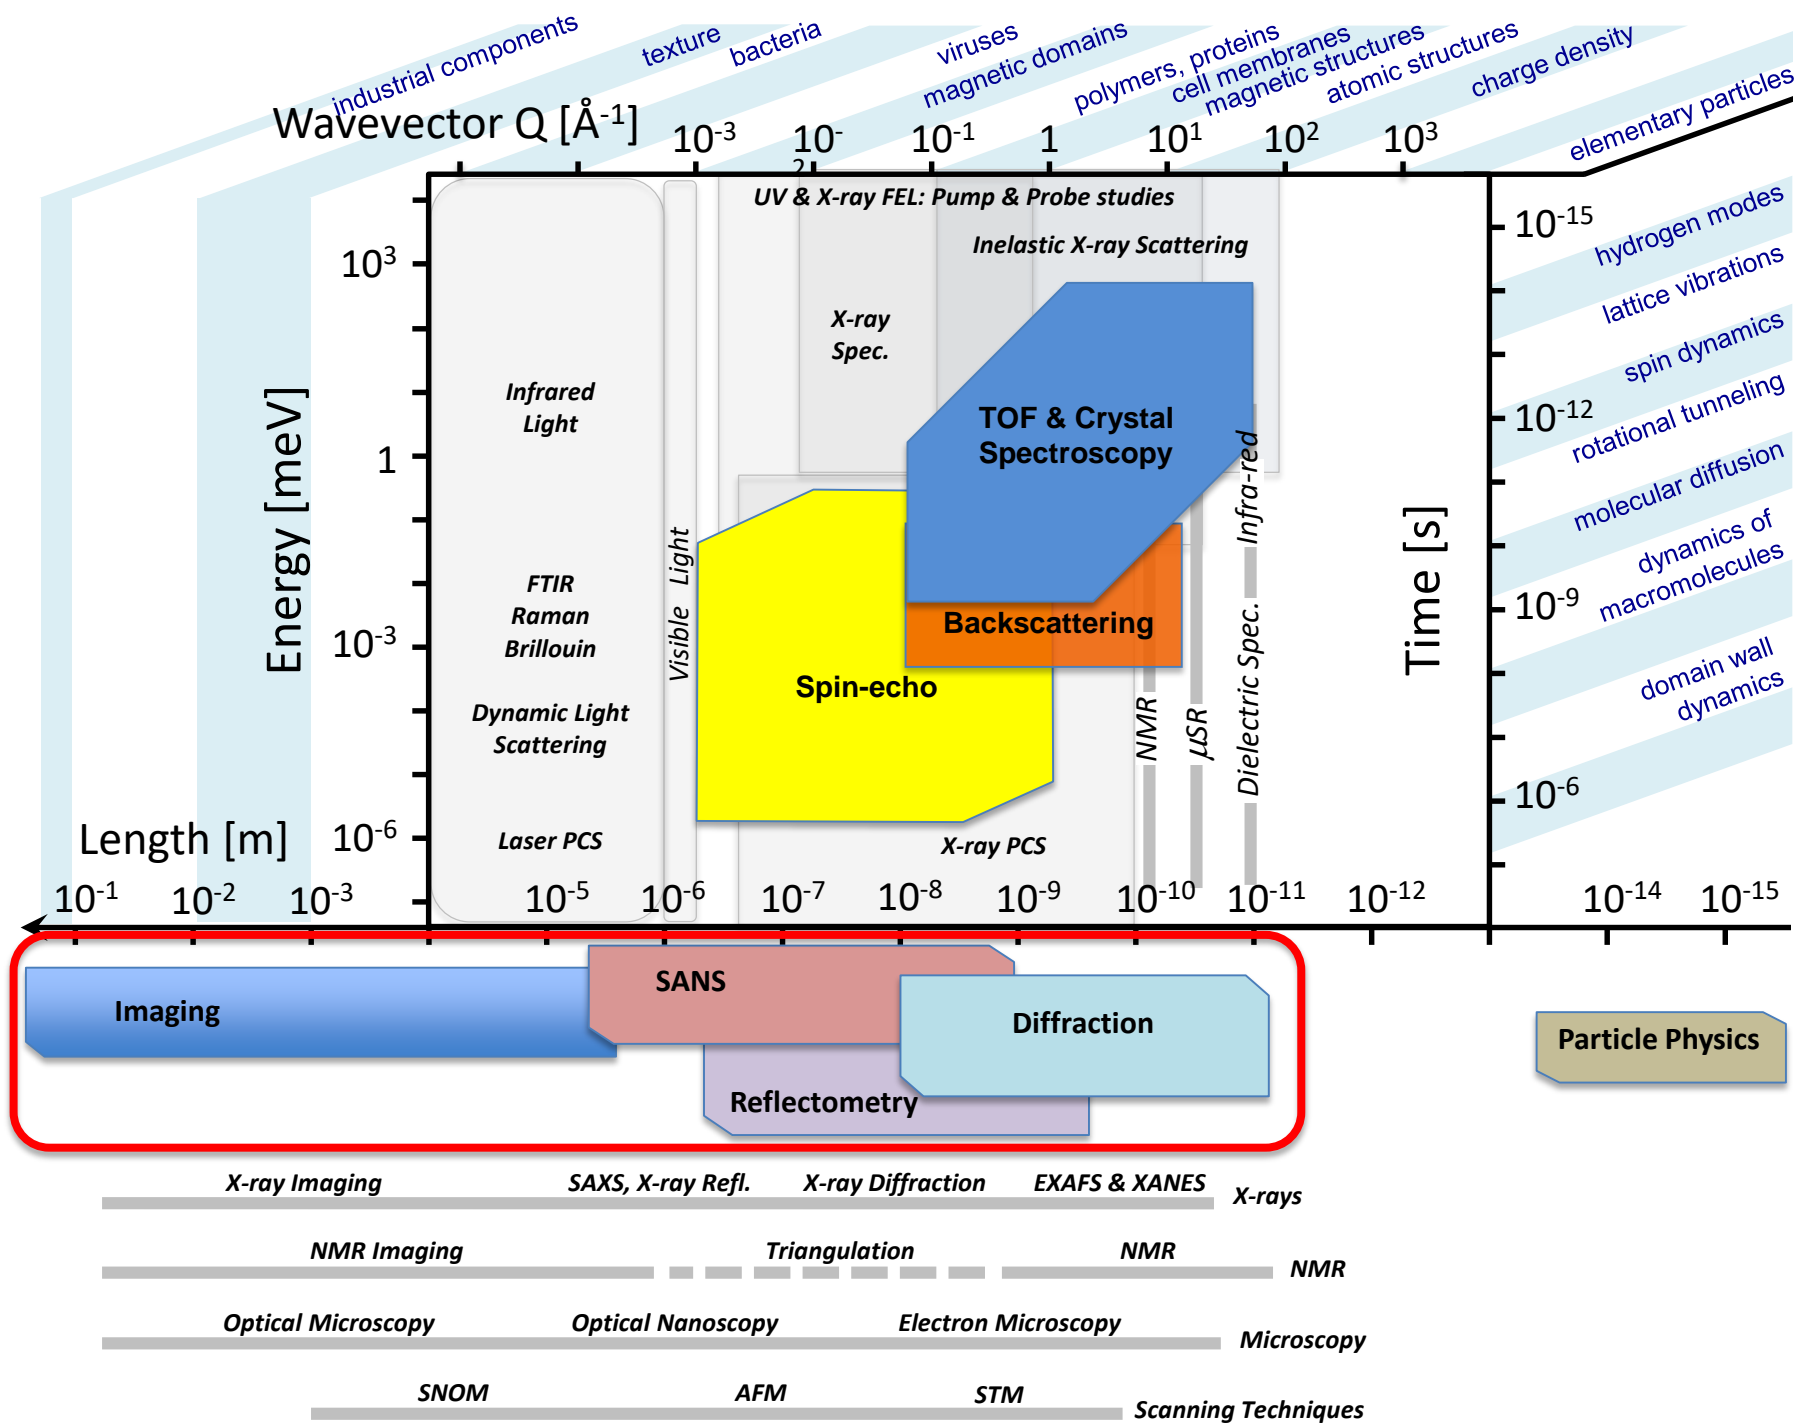 industrial components
texture
bacteria
viruses
magnetic domains
polymers, proteins
cell membranes
magnetic structures
atomic structures
charge density
elementary particles
Wavevector Q [Å⁻¹]
10⁻³
10⁻²
10⁻¹
1
10¹
10²
10³
UV & X-ray FEL: Pump & Probe studies
Inelastic X-ray Scattering
X-ray
Spec.
Infrared
Light
TOF & Crystal
Spectroscopy
FTIR
Raman
Brillouin
Visible Light
Backscattering
Spin-echo
Dynamic Light
Scattering
Laser PCS
X-ray PCS
NMR
μSR
Dielectric Spec. Infra-red
Energy [meV]
10³
1
10⁻³
10⁻⁶
Time [s]
10⁻¹⁵
10⁻¹²
10⁻⁹
10⁻⁶
hydrogen modes
lattice vibrations
spin dynamics
rotational tunneling
molecular diffusion
dynamics of
macromolecules
domain wall
dynamics
Length [m]
10⁻¹
10⁻²
10⁻³
10⁻⁵
10⁻⁶
10⁻⁷
10⁻⁸
10⁻⁹
10⁻¹⁰
10⁻¹¹
10⁻¹²
10⁻¹⁴
10⁻¹⁵
Imaging
SANS
Diffraction
Reflectometry
Particle Physics
X-ray Imaging
SAXS, X-ray Refl.
X-ray Diffraction
EXAFS & XANES
X-rays
NMR Imaging
Triangulation
NMR
NMR
Optical Microscopy
Optical Nanoscopy
Electron Microscopy
Microscopy
SNOM
AFM
STM
Scanning Techniques